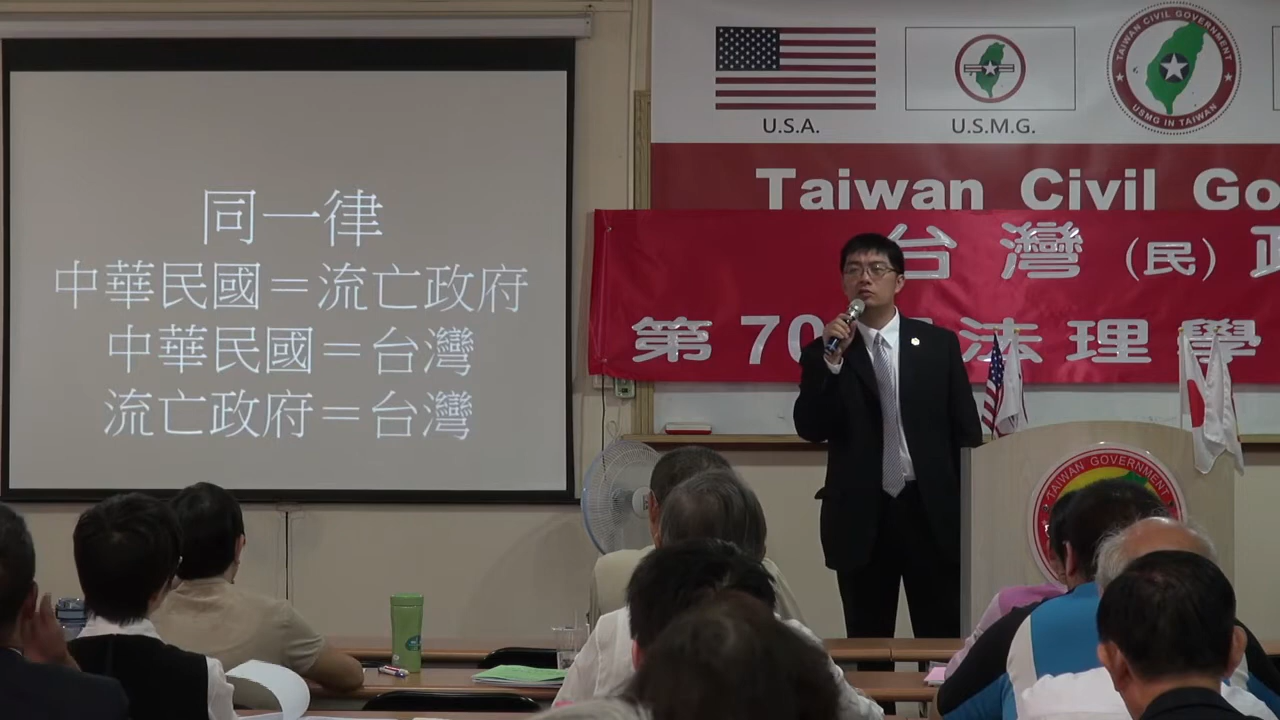 同一律
中華民國＝流亡政府
中華民國＝台灣
流亡政府＝台灣
U.S.A.
U.S.M.G.
TAIWAN CIVIL GOVERNMENT
USMG IN TAIWAN
Taiwan Civil Go
台灣(民)政
第70
法理學
TAIWAN GOVERNMENT